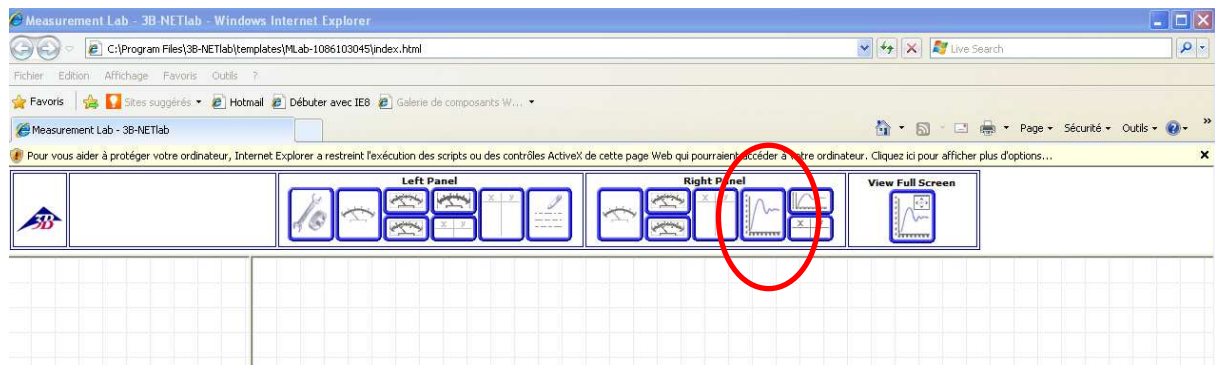 Measurement Lab - 3B-NETlab - Windows Internet Explorer
C:\Program Files\3B-NETlab\templates\MLab-1086103045\index.html
Live Search
Fichier Edition Affichage Favoris Outils ?
Favoris Sites suggérés Hotmail Débuter avec IE8 Galerie de composants W...
Measurement Lab - 3B-NETlab
Page Sécurité Outils »
Pour vous aider à protéger votre ordinateur, Internet Explorer a restreint l'exécution des scripts ou des contrôles ActiveX de cette page Web qui pourraient accéder à votre ordinateur. Cliquez ici pour afficher plus d'options...
Left Panel Right Panel View Full Screen
3B
x y
x y
x y
x y